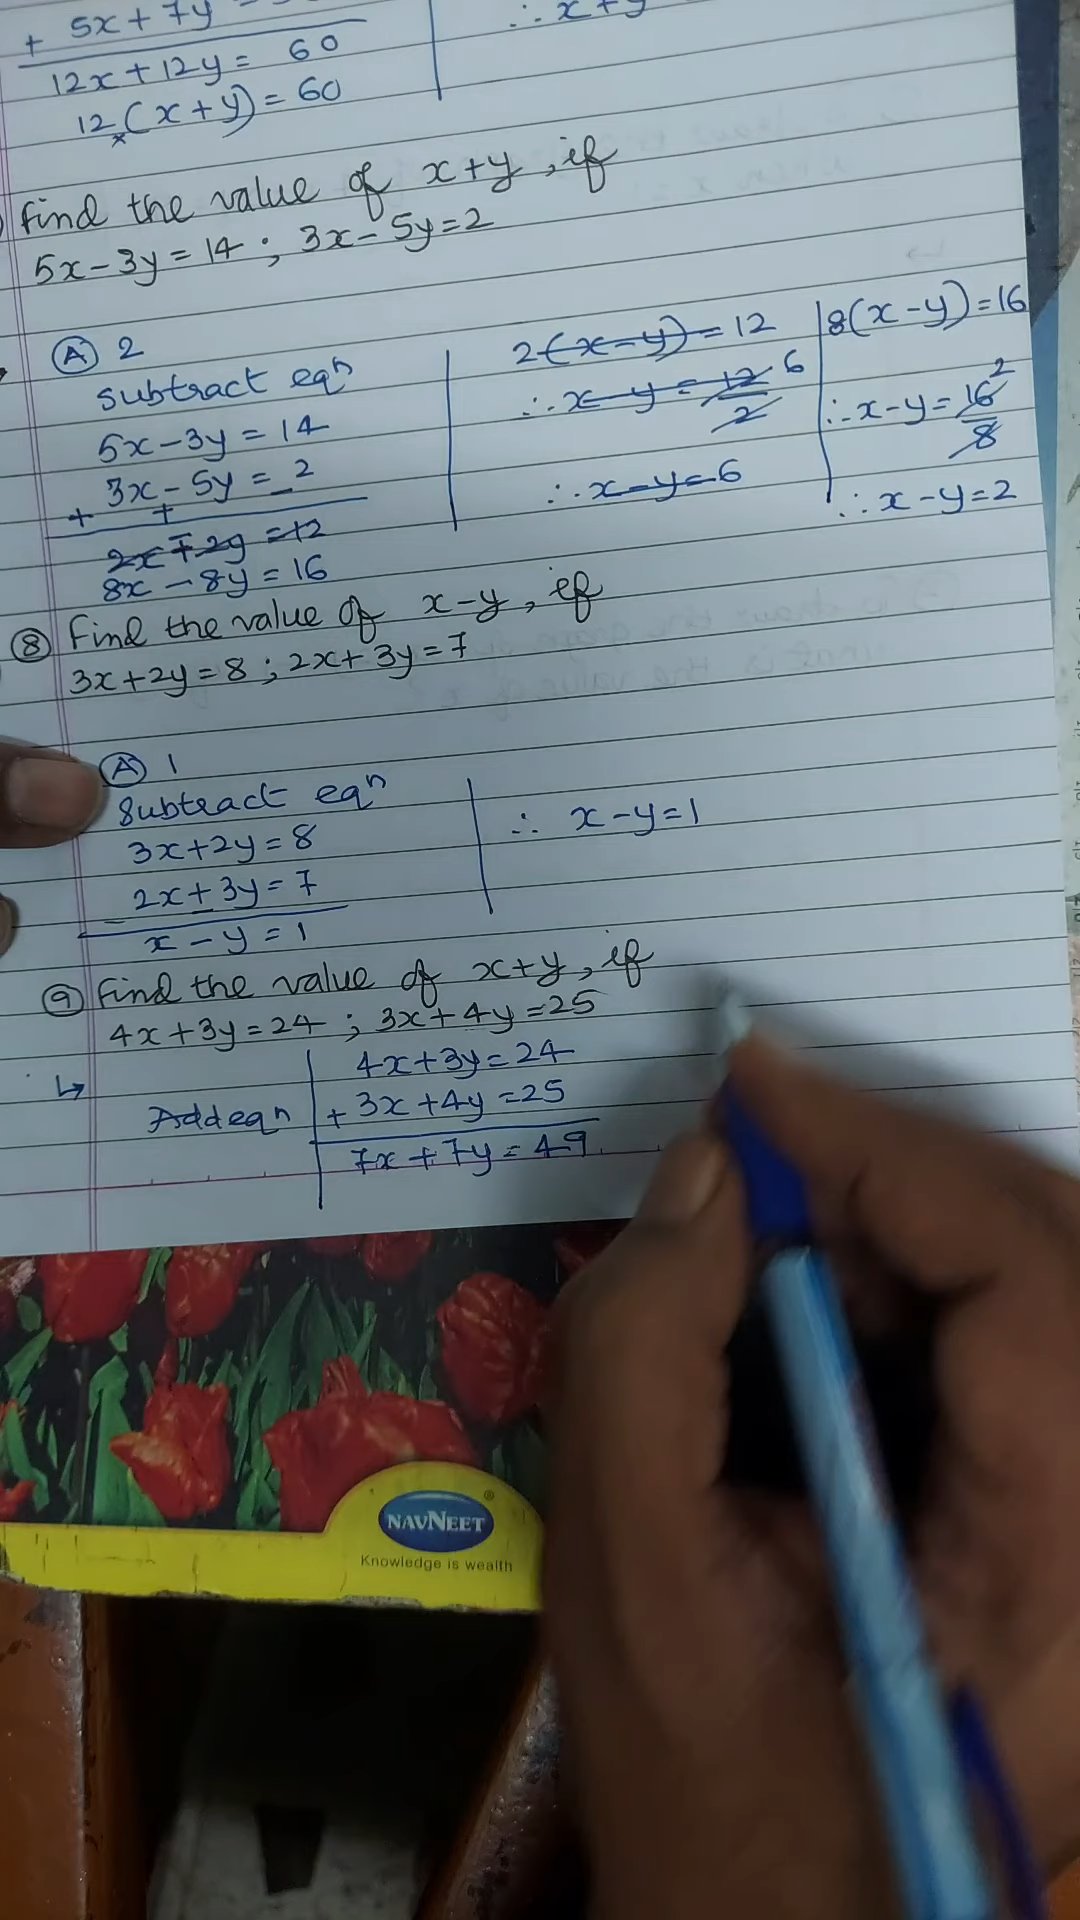 + 5x + 7y
12x + 12y = 60
12 (x + y) = 60
∴ x + y
Find the value of x+y, if
5x - 3y = 14 ; 3x - 5y = 2
Ⓐ 2
subtract eqⁿ
5x - 3y = 14
3x - 5y = 2
+ +
2x + 2y = 12
8x - 8y = 16
2(x - y) = 12
∴ x - y = 12/2 6
∴ x - y = 6
8(x - y) = 16
∴ x - y = 16/8 2
∴ x - y = 2
⑧ Find the value of x-y, if
3x + 2y = 8 ; 2x + 3y = 7
Ⓐ 1
Subtract eqⁿ
3x + 2y = 8
2x + 3y = 7
x - y = 1
∴ x - y = 1
⑨ Find the value of x+y, if
4x + 3y = 24 ; 3x + 4y = 25
↳
Add eqn
4x + 3y = 24
+ 3x + 4y = 25
7x + 7y = 49
NAVNEET
®
Knowledge is wealth